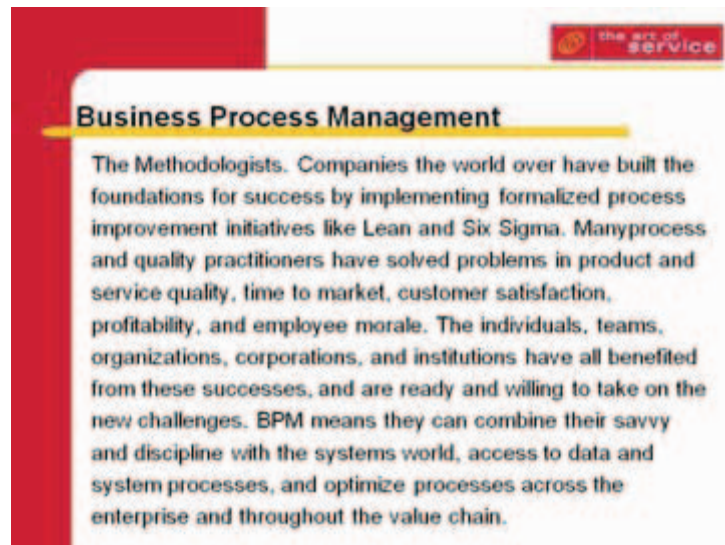 the art of
service
Business Process Management
The Methodologists. Companies the world over have built the
foundations for success by implementing formalized process
improvement initiatives like Lean and Six Sigma. Manyprocess
and quality practitioners have solved problems in product and
service quality, time to market, customer satisfaction,
profitability, and employee morale. The individuals, teams,
organizations, corporations, and institutions have all benefited
from these successes, and are ready and willing to take on the
new challenges. BPM means they can combine their savvy
and discipline with the systems world, access to data and
system processes, and optimize processes across the
enterprise and throughout the value chain.